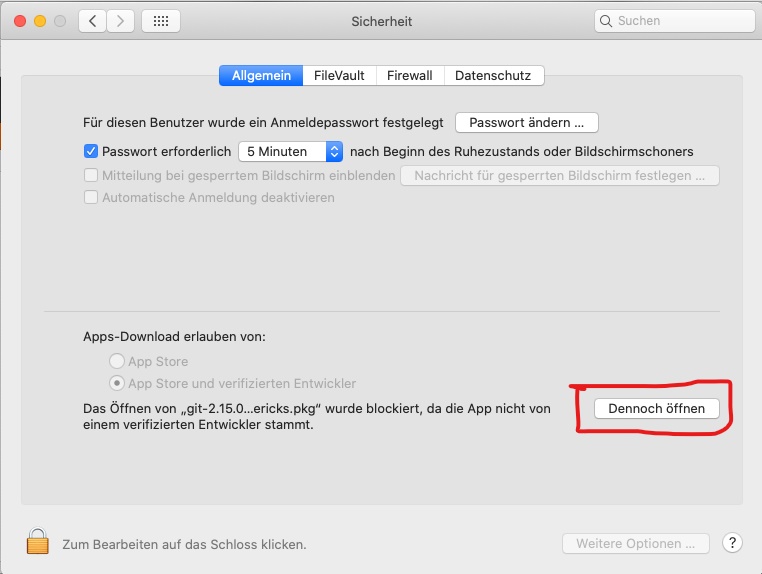 Sicherheit
Suchen
Allgemein FileVault Firewall Datenschutz
Für diesen Benutzer wurde ein Anmeldepasswort festgelegt Passwort ändern ...
Passwort erforderlich 5 Minuten nach Beginn des Ruhezustands oder Bildschirmschoners
Mitteilung bei gesperrtem Bildschirm einblenden Nachricht für gesperrten Bildschirm festlegen ...
Automatische Anmeldung deaktivieren
Apps-Download erlauben von:
App Store
App Store und verifizierten Entwickler
Das Öffnen von „git-2.15.0...ericks.pkg“ wurde blockiert, da die App nicht von
einem verifizierten Entwickler stammt.
Dennoch öffnen
Zum Bearbeiten auf das Schloss klicken.
Weitere Optionen ... ?